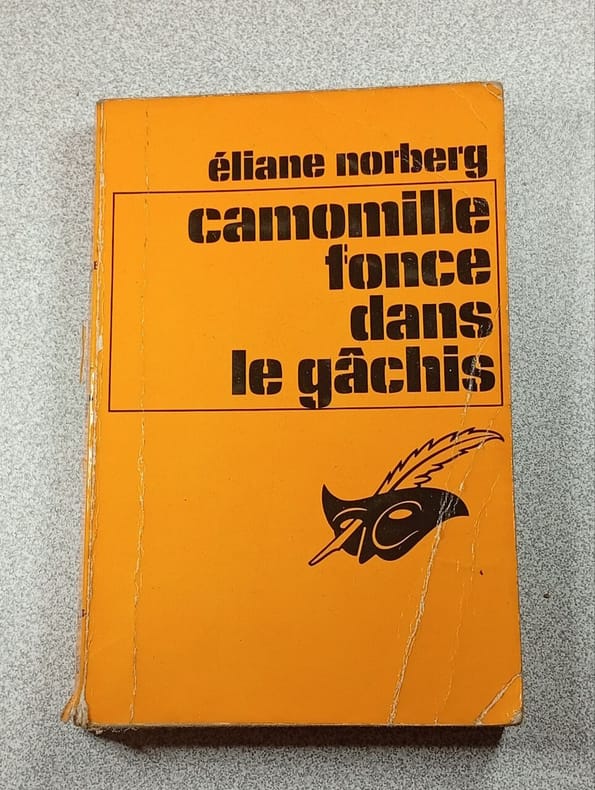 éliane norberg
camomille
fonce
dans
le gâchis